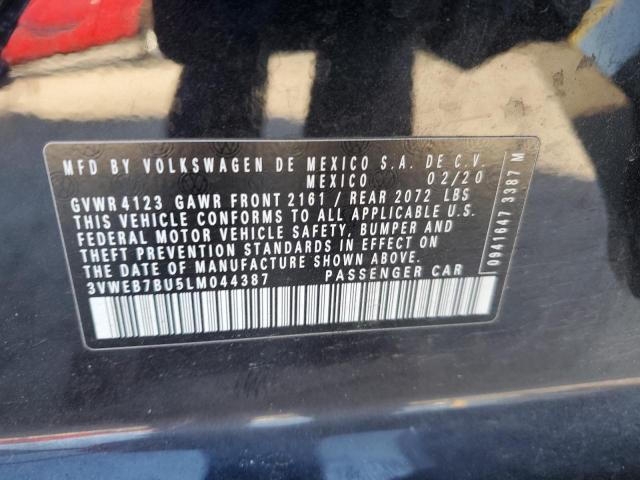 MFD BY VOLKSWAGEN DE MEXICO S.A. DE C.V.
MEXICO 02/20
GVWR 4123 GAWR FRONT 2161 / REAR 2072 LBS
THIS VEHICLE CONFORMS TO ALL APPLICABLE U.S.
FEDERAL MOTOR VEHICLE SAFETY, BUMPER AND
THEFT PREVENTION STANDARDS IN EFFECT ON
THE DATE OF MANUFACTURE SHOWN ABOVE.
3VWEB7BU5LM044387 PASSENGER CAR
0941647 3387 M